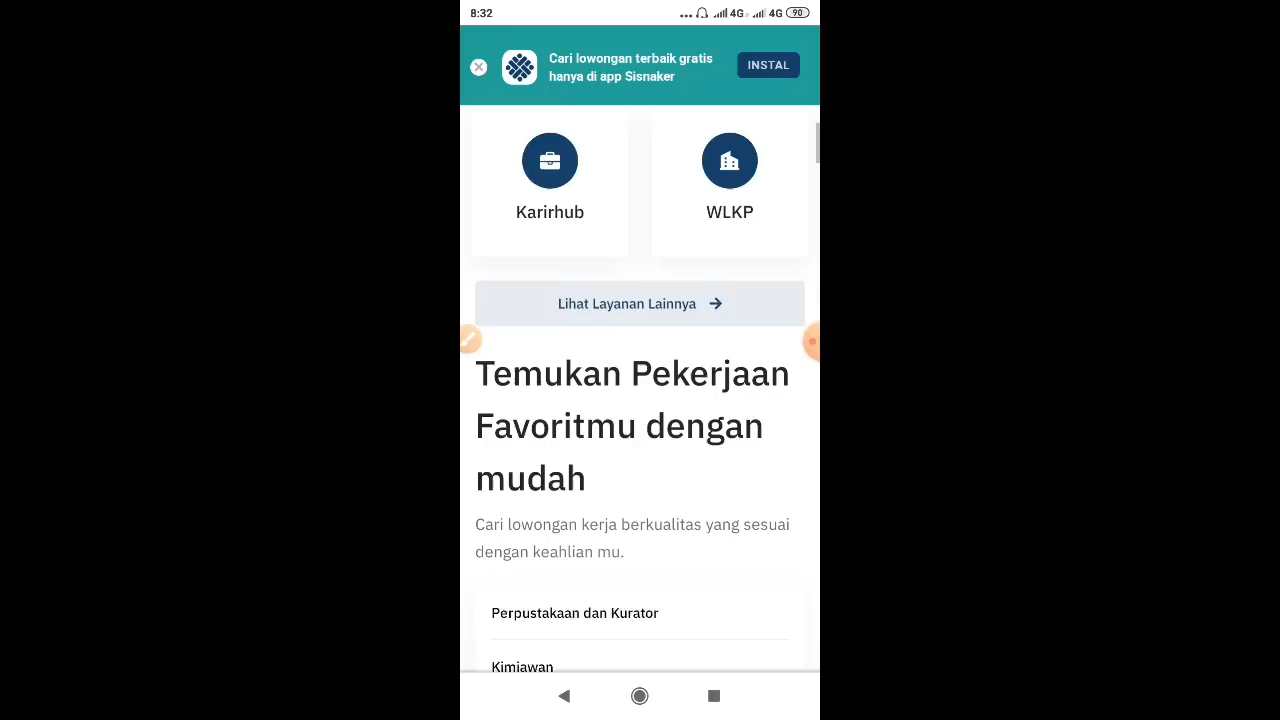 8:32
4G
4G
90
Cari lowongan terbaik gratis
hanya di app Sisnaker
INSTAL
Karirhub
WLKP
Lihat Layanan Lainnya
Temukan Pekerjaan
Favoritmu dengan
mudah
Cari lowongan kerja berkualitas yang sesuai
dengan keahlian mu.
Perpustakaan dan Kurator
Kimiawan